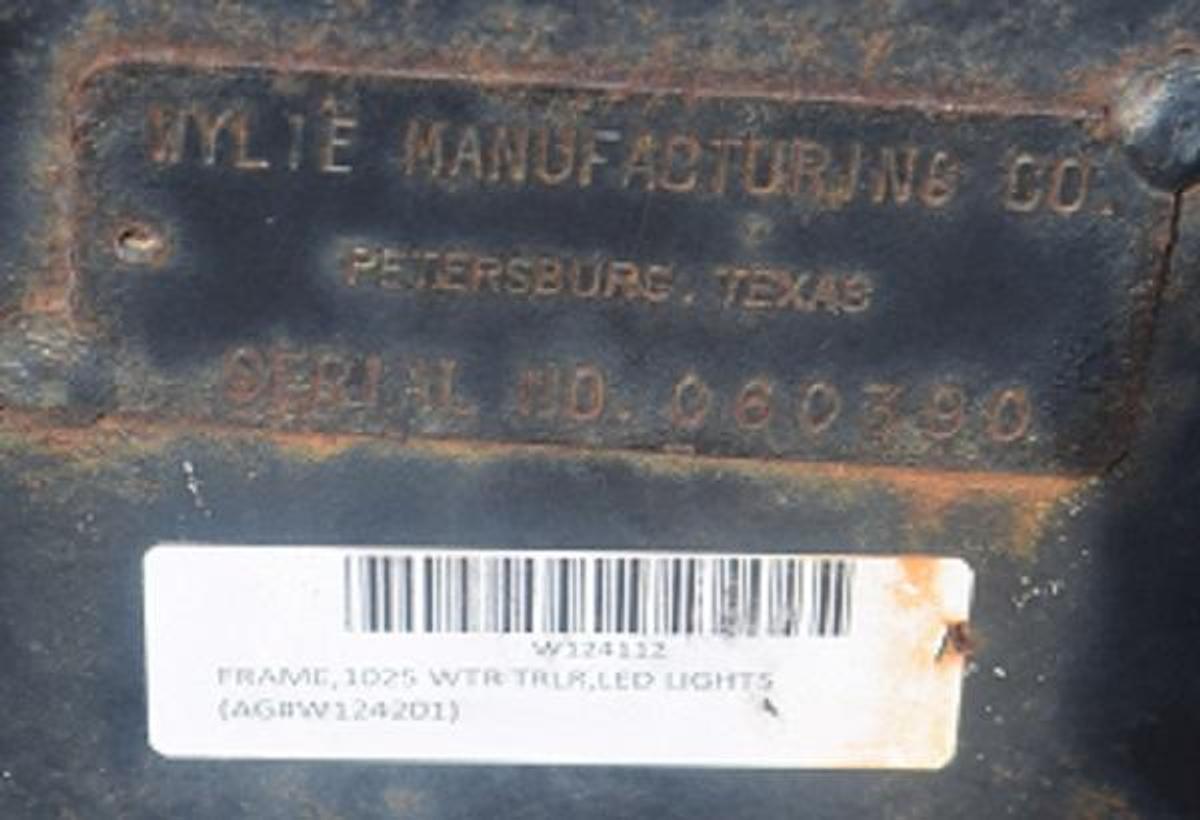 WYLIE MANUFACTURING CO.
PETERSBURG, TEXAS
SERIAL NO. 060390
W124112
FRAME,1025 WTR TRLR,LED LIGHTS
(AG#W124201)